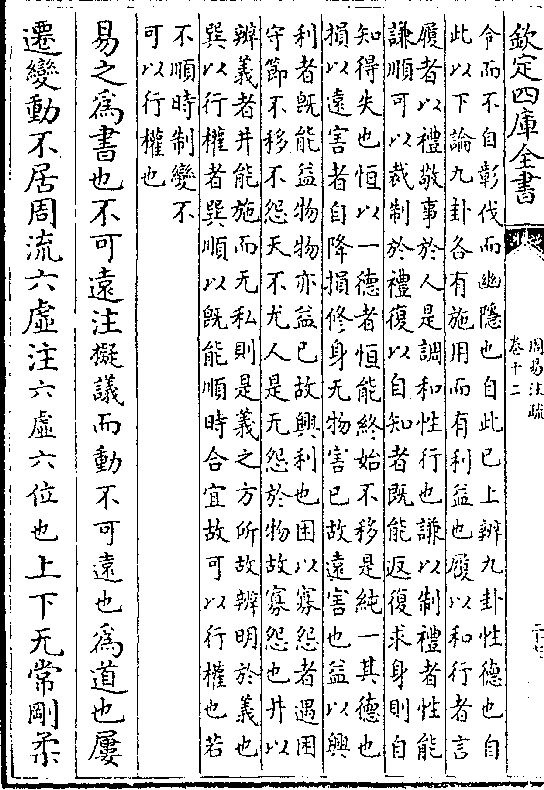 欽定四庫全書
周易注疏
卷十二
令而不自彰伐而幽隱也自此已上辨九卦性德也自
此以下論九卦各有施用而有利益也履以和行者言
履者以禮敬事於人是調和性行也謙以制禮者性能
謙順可以裁制於禮復以自知者既能返復求身則自
知得失也恒以一德者恒能終始不移是純一其德也
損以遠害者自降損修身无物害已故遠害也益以興
利者既能益物物亦益已故興利也困以寡怨者遇困
守節不移不怨天不尤人是无怨於物故寡怨也井以
辨義者井能施而无私則是義之方所故辨明於義也
巽以行權者巽順以既能順時合宜故可以行權也若
不順時制變不
可以行權也
易之為書也不可遠注擬議而動不可遠也為道也屢
遷變動不居周流六虛注六虛六位也上下无常剛柔